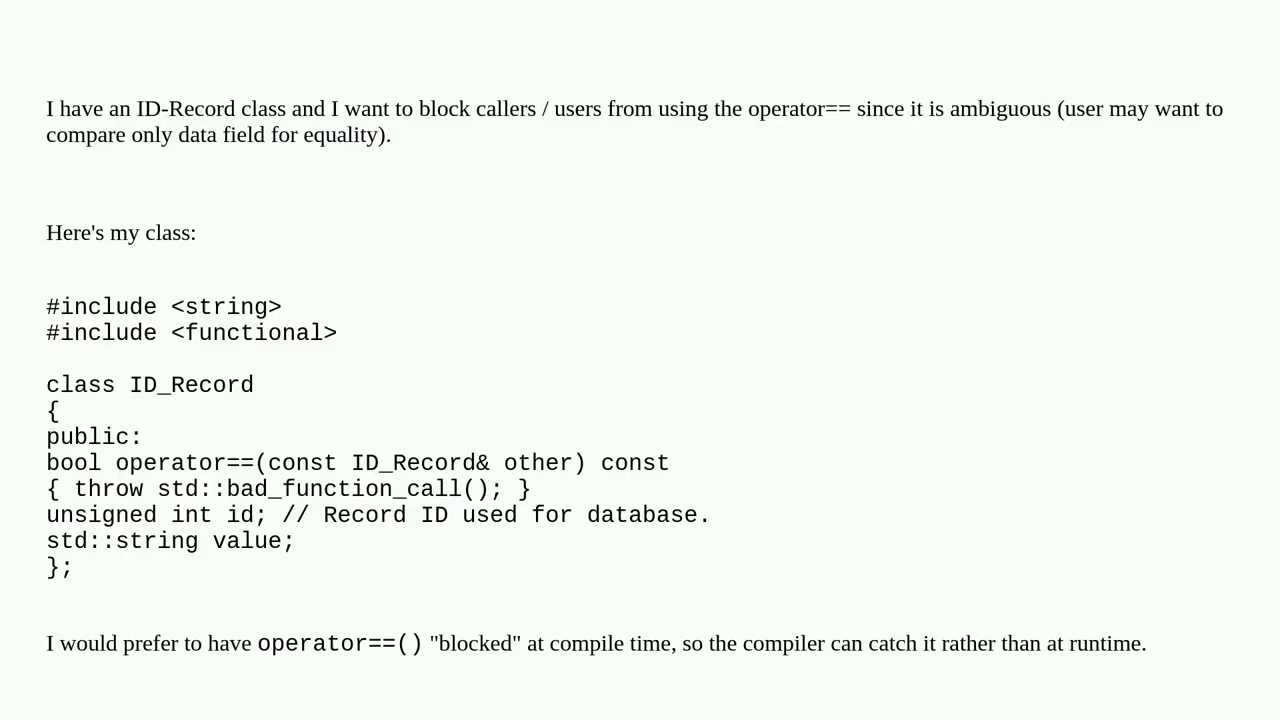 I have an ID-Record class and I want to block callers / users from using the operator== since it is ambiguous (user may want to
compare only data field for equality).
Here's my class:
#include <string>
#include <functional>
class ID_Record
{
public:
bool operator==(const ID_Record& other) const
{ throw std::bad_function_call(); }
unsigned int id; // Record ID used for database.
std::string value;
};
I would prefer to have operator==() "blocked" at compile time, so the compiler can catch it rather than at runtime.